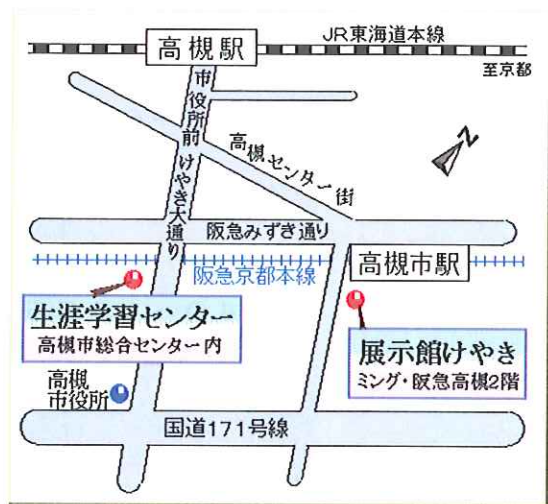 JR東海道本線
高槻駅
至京都
市役所前けやき大通り
高槻センター街
N
阪急みずき通り
高槻市駅
阪急京都本線
生涯学習センター
高槻市総合センター内
展示館けやき
ミング・阪急高槻2階
高槻
市役所
国道171号線